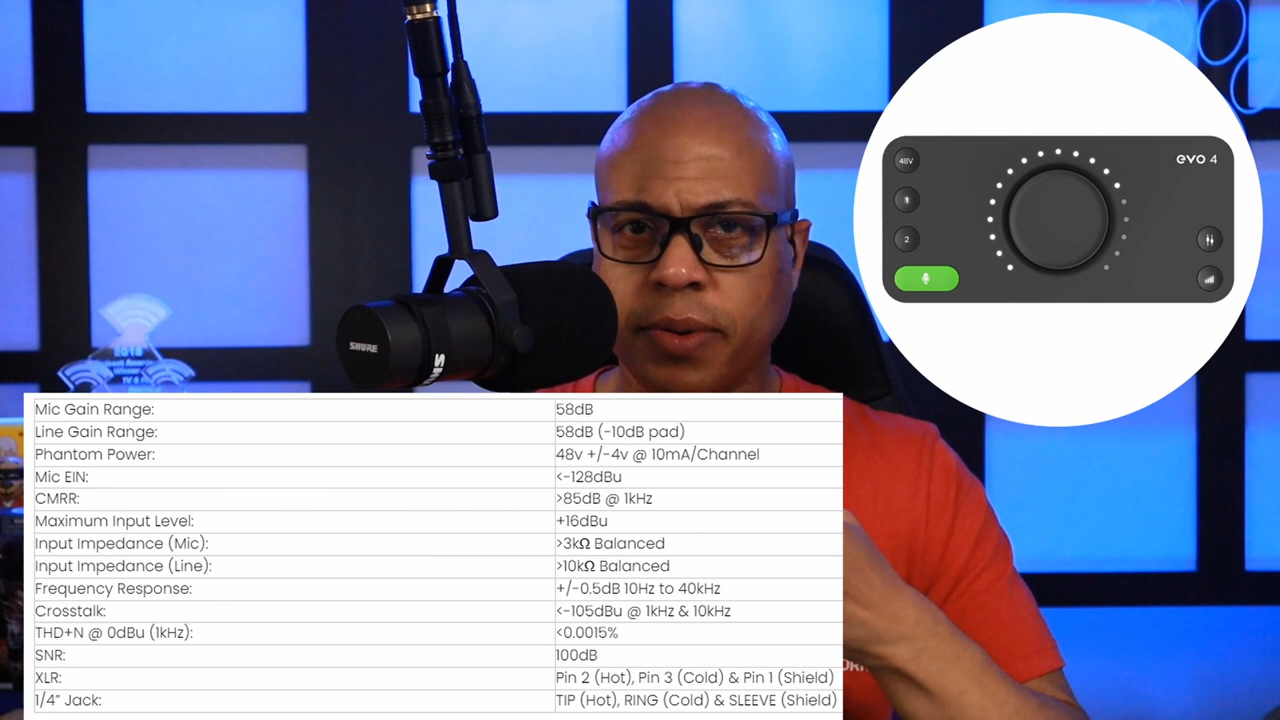 48V
evo 4
1
2
SHURE
2018
Mic Gain Range: 58dB
Line Gain Range: 58dB (-10dB pad)
Phantom Power: 48v +/-4v @ 10mA/Channel
Mic EIN: <-128dBu
CMRR: >85dB @ 1kHz
Maximum Input Level: +16dBu
Input Impedance (Mic): >3kΩ Balanced
Input Impedance (Line): >10kΩ Balanced
Frequency Response: +/-0.5dB 10Hz to 40kHz
Crosstalk: <-105dBu @ 1kHz & 10kHz
THD+N @ 0dBu (1kHz): <0.0015%
SNR: 100dB
XLR: Pin 2 (Hot), Pin 3 (Cold) & Pin 1 (Shield)
1/4” Jack: TIP (Hot), RING (Cold) & SLEEVE (Shield)